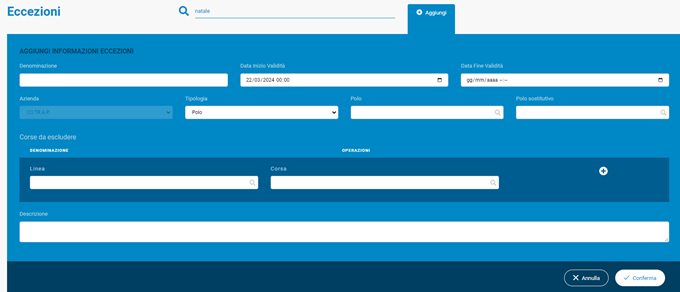 Eccezioni
natale
Aggiungi
AGGIUNGI INFORMAZIONI ECCEZIONI
Denominazione
Data Inizio Validità
Data Fine Validità
22/03/2024 00:00
gg/mm/aaaa --:--
Azienda
Tipologia
Polo
Polo sostitutivo
Polo
Corse da escludere
DENOMINAZIONE
OPERAZIONI
Linea
Corsa
Descrizione
Annulla
Conferma